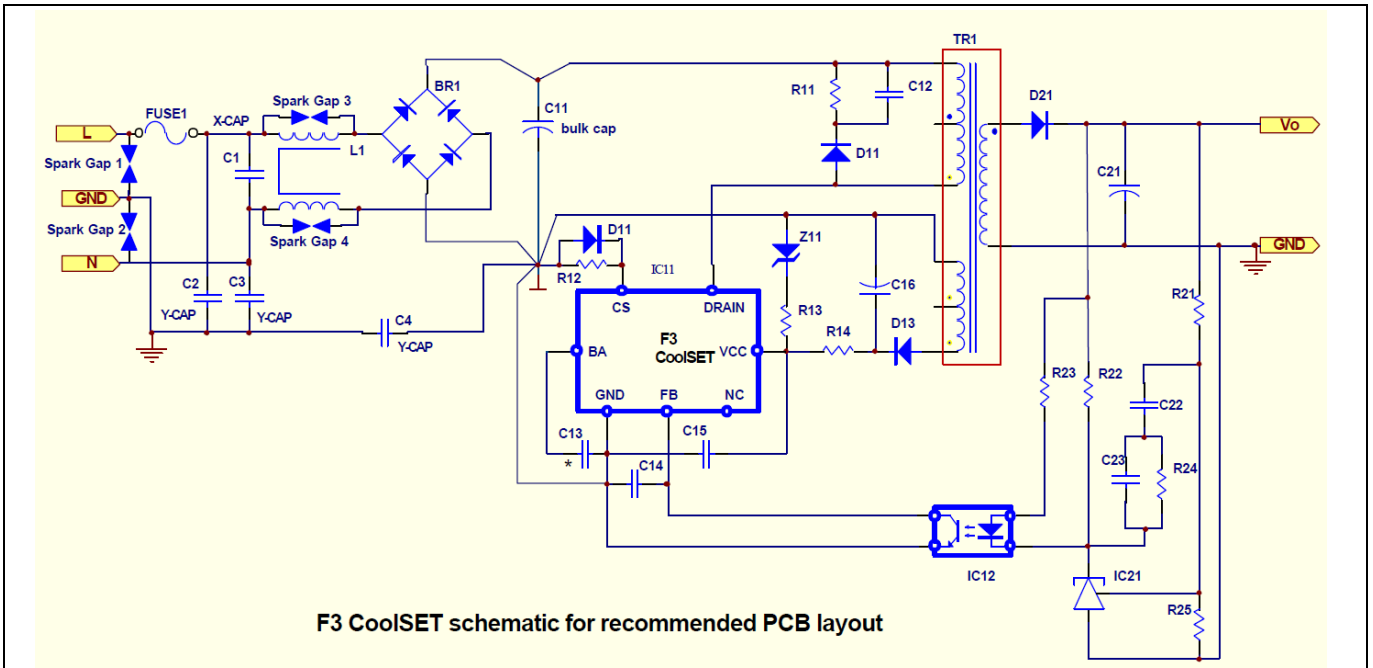 TR1
BR1
R11
C12
D21
C11
bulk cap
FUSE1
X-CAP
Spark Gap 3
L
Vo
C1
L1
D11
Spark Gap 1
C21
GND
Spark Gap 2
Spark Gap 4
N
D11
Z11
GND
R12
IC11
C2
C3
C16
R21
Y-CAP
Y-CAP
CS
DRAIN
R13
C4
Y-CAP
F3
CoolSET
R14
D13
BA
VCC
R23
R22
GND
FB
NC
C22
C13
C15
*
C14
C23
R24
IC12
IC21
R25
F3 CoolSET schematic for recommended PCB layout